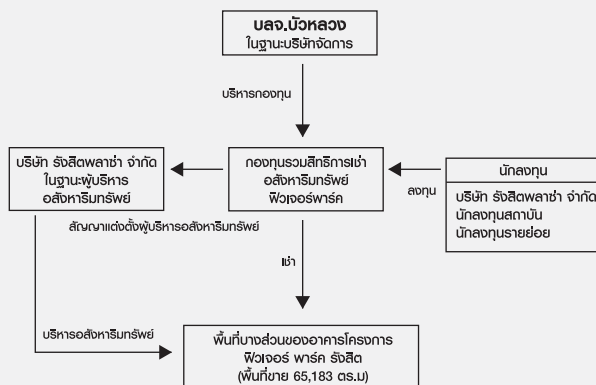 บลจ.บัวหลวง
ในฐานะบริษัทจัดการ
บริหารกองทุน
บริษัท รังสิตพลาซ่า จำกัด
ในฐานะผู้บริหาร
อสังหาริมทรัพย์
กองทุนรวมสิทธิการเช่า
อสังหาริมทรัพย์
ฟิวเจอร์พาร์ค
ลงทุน
นักลงทุน
บริษัท รังสิตพลาซ่า จำกัด
นักลงทุนสถาบัน
นักลงทุนรายย่อย
สัญญาแต่งตั้งผู้บริหารอสังหาริมทรัพย์
เช่า
บริหารอสังหาริมทรัพย์
พื้นที่บางส่วนของอาคารโครงการ
ฟิวเจอร์ พาร์ค รังสิต
(พื้นที่ขาย 65,183 ตร.ม)